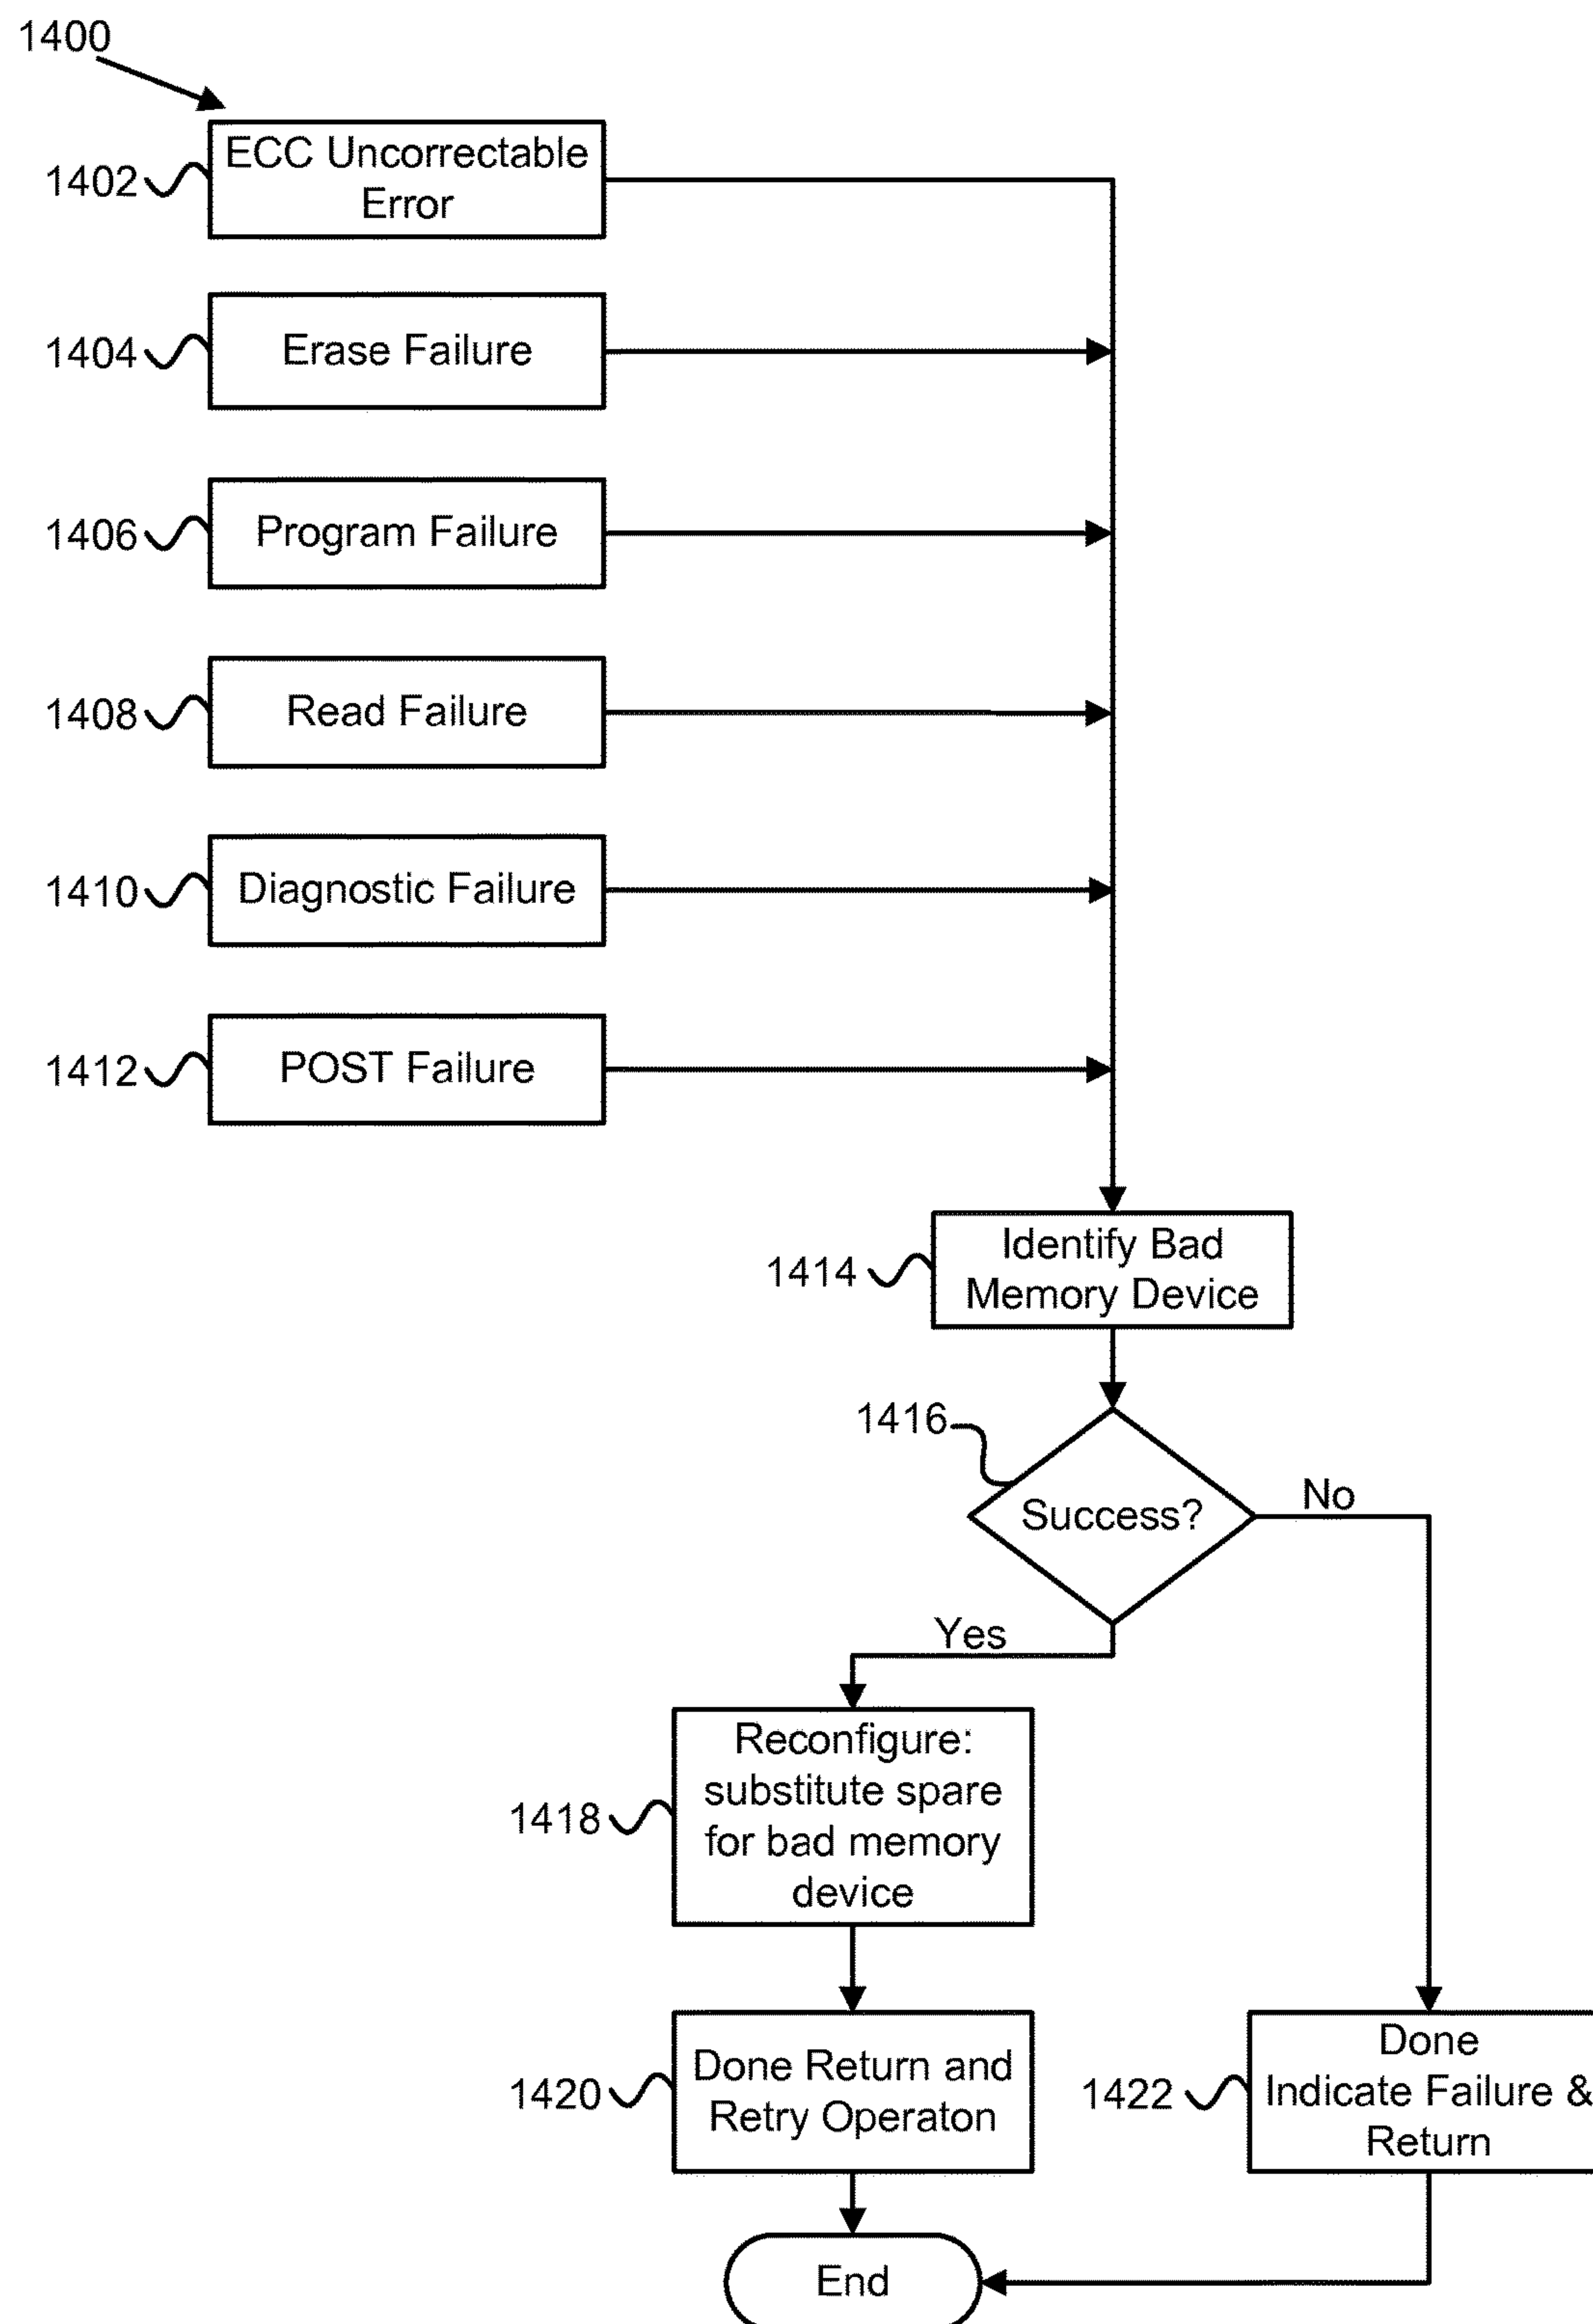 1400
1402
ECC Uncorrectable
Error
1404
Erase Failure
1406
Program Failure
1408
Read Failure
1410
Diagnostic Failure
1412
POST Failure
1414
Identify Bad
Memory Device
1416
Success?
No
Yes
1418
Reconfigure:
substitute spare
for bad memory
device
1420
Done Return and
Retry Operaton
1422
Done
Indicate Failure &
Return
End